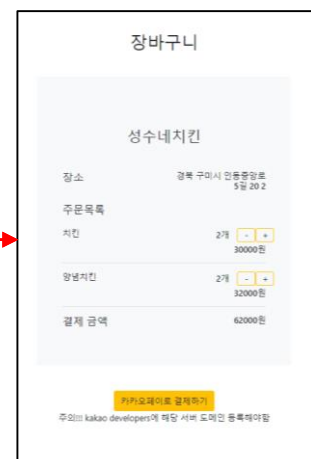 장바구니
성수네치킨
장소
경북 구미시 인동중앙로
5길 20 2
주문목록
치킨
2개 - +
30000원
양념치킨
2개 - +
32000원
결제 금액
62000원
카카오페이로 결제하기
주의!!! kakao developers에 해당 서버 도메인 등록해야함